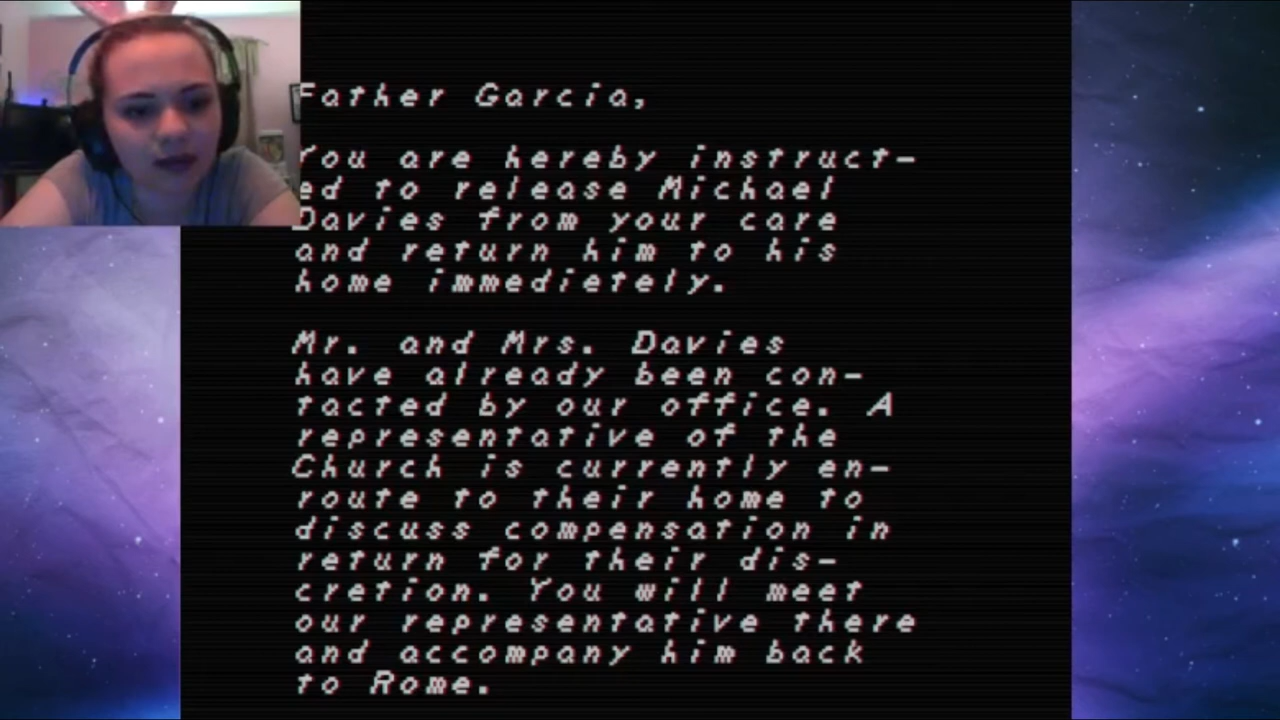 Father Garcia,
You are hereby instruct-
ed to release Michael
Davies from your care
and return him to his
home immedietely.
Mr. and Mrs. Davies
have already been con-
tacted by our office. A
representative of the
Church is currently en-
route to their home to
discuss compensation in
return for their dis-
cretion. You will meet
our representative there
and accompany him back
to Rome.